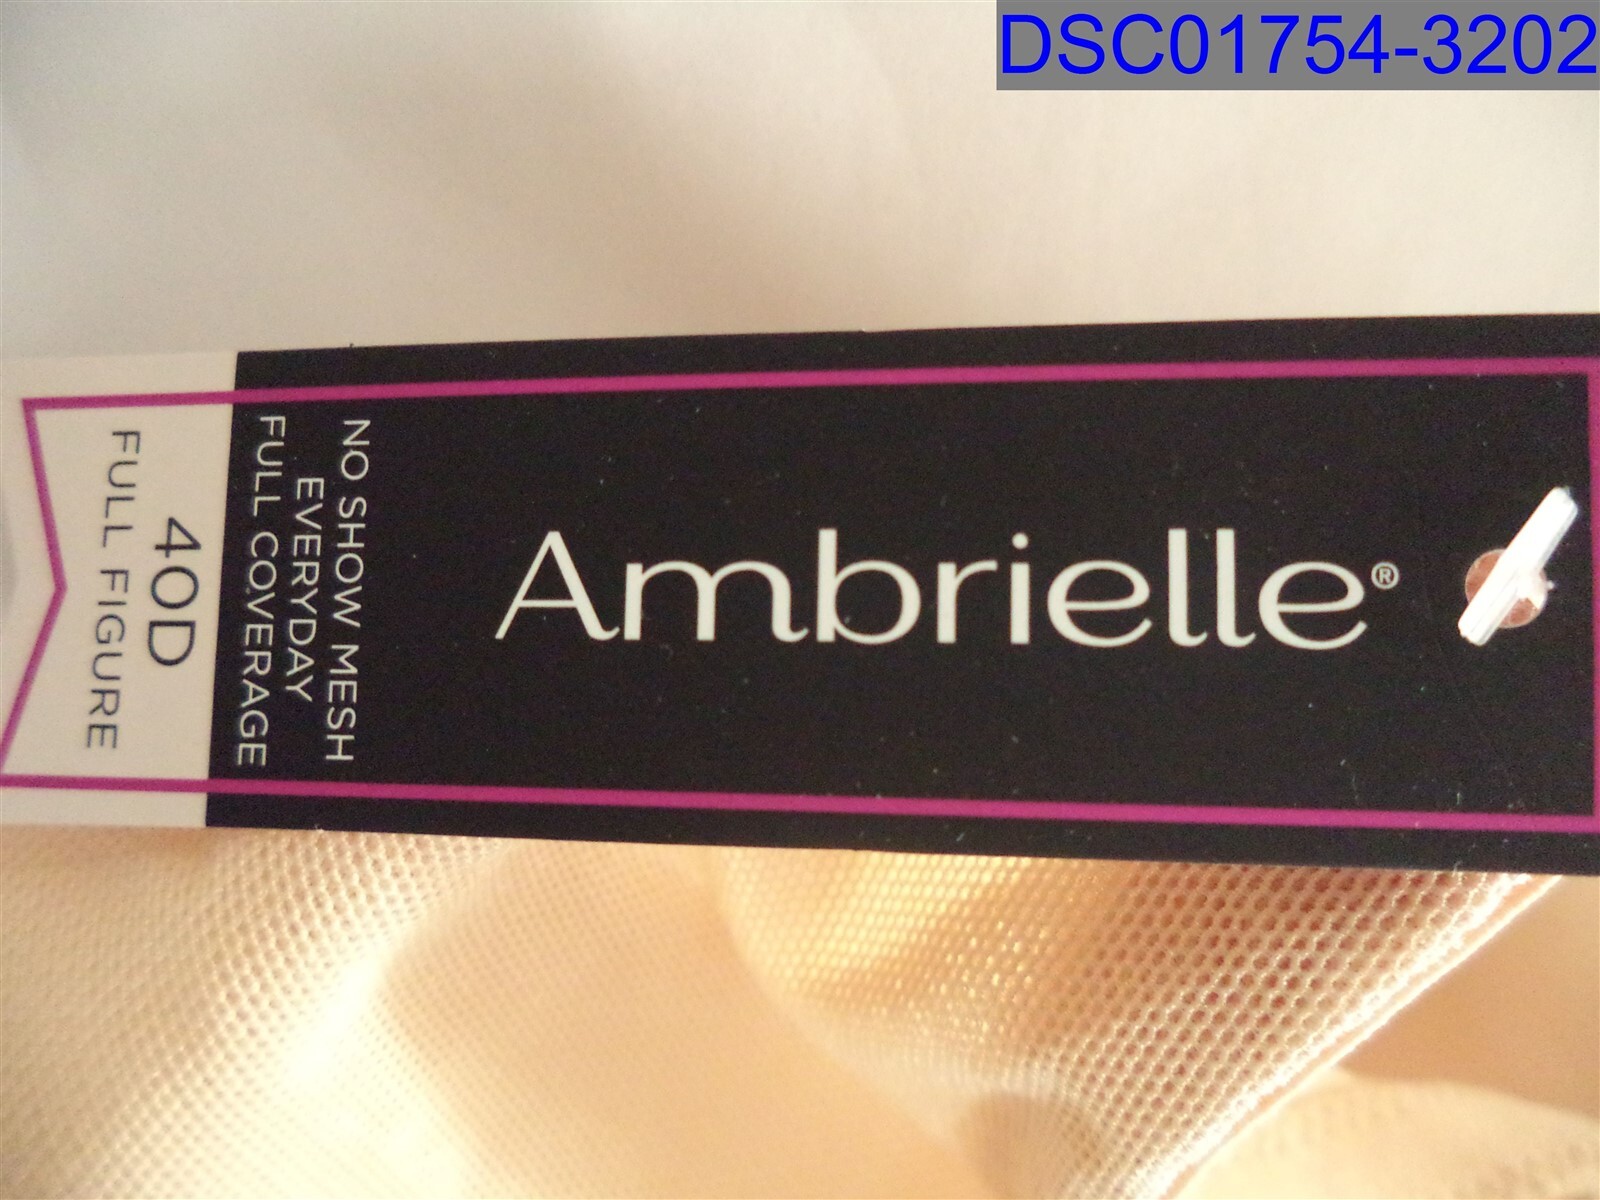 DSC01754-3202
Ambrielle®
NO SHOW MESH
EVERYDAY
FULL COVERAGE
40D
FULL FIGURE